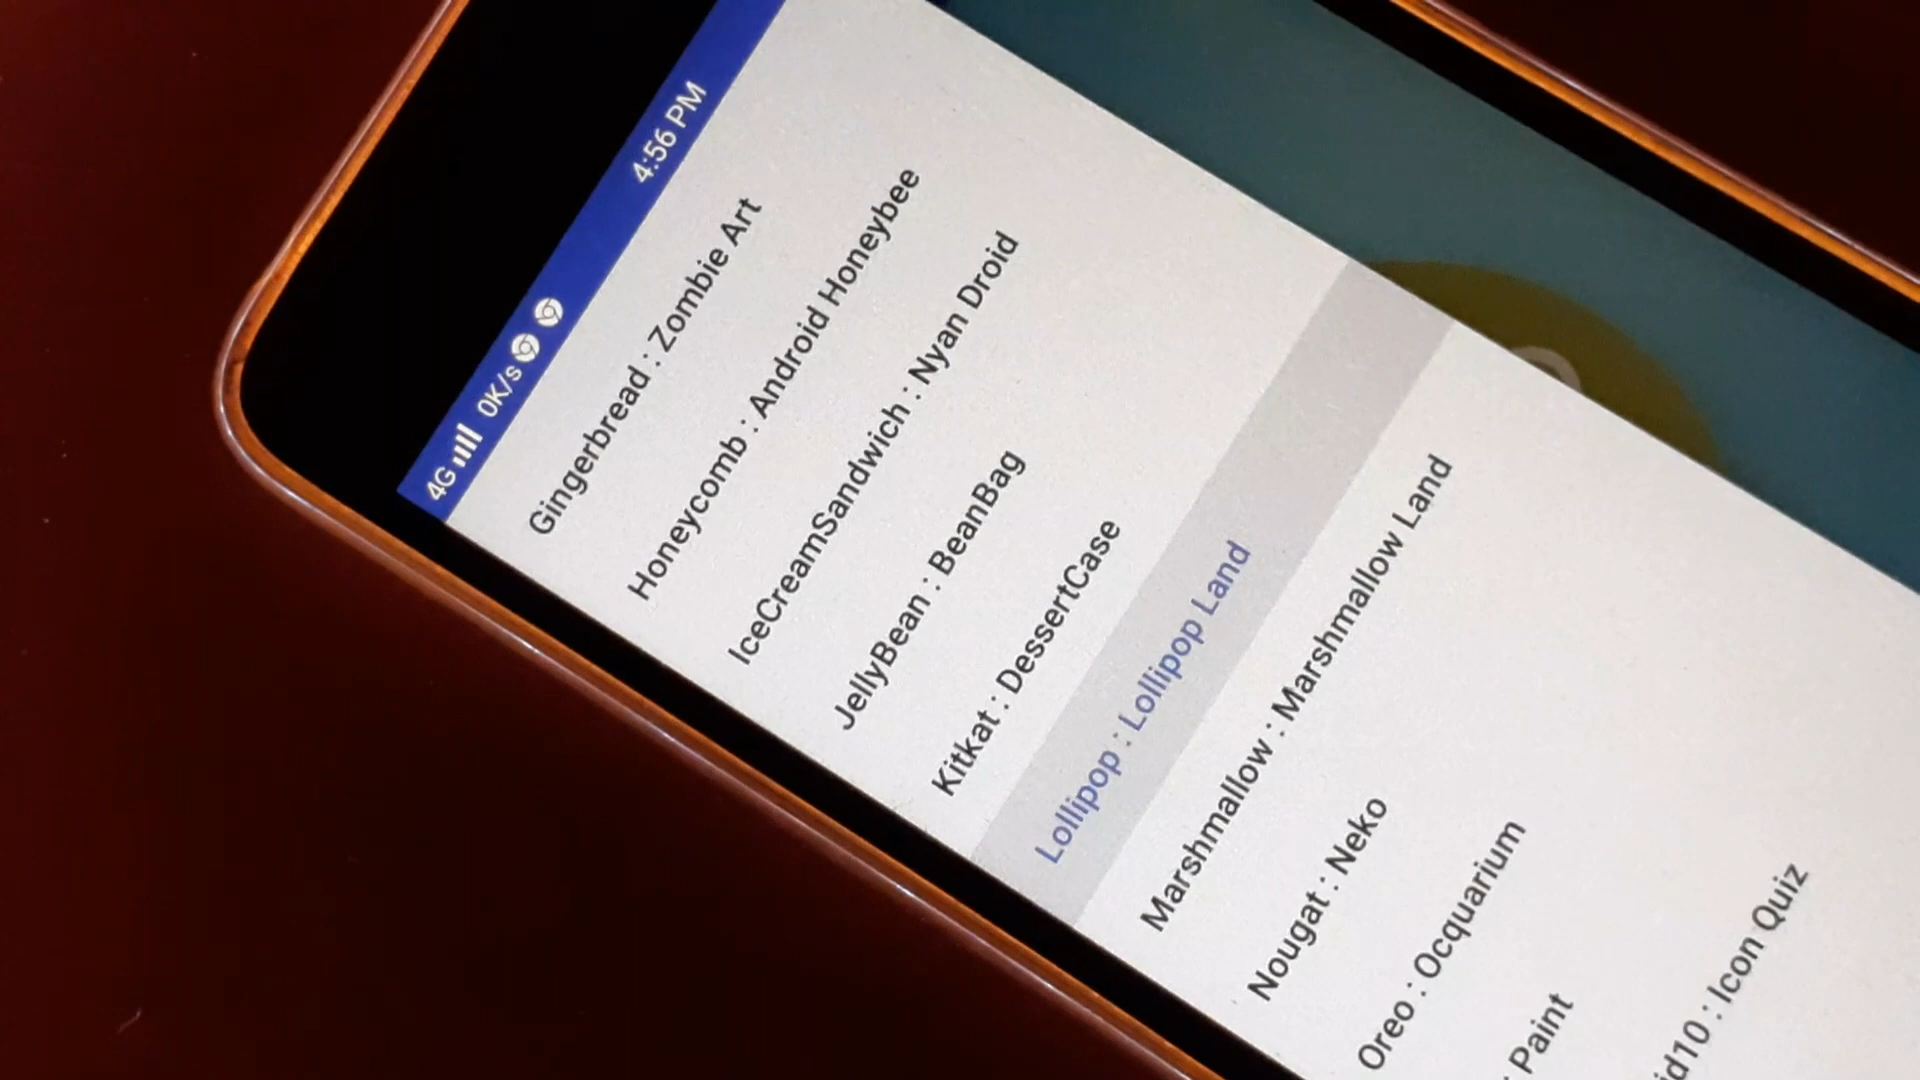 4G 0K/s 4:56 PM
Gingerbread : Zombie Art
Honeycomb : Android Honeybee
IceCreamSandwich : Nyan Droid
JellyBean : BeanBag
Kitkat : DessertCase
Lollipop : Lollipop Land
Marshmallow : Marshmallow Land
Nougat : Neko
Oreo : Ocquarium
: Paint
id10 : Icon Quiz